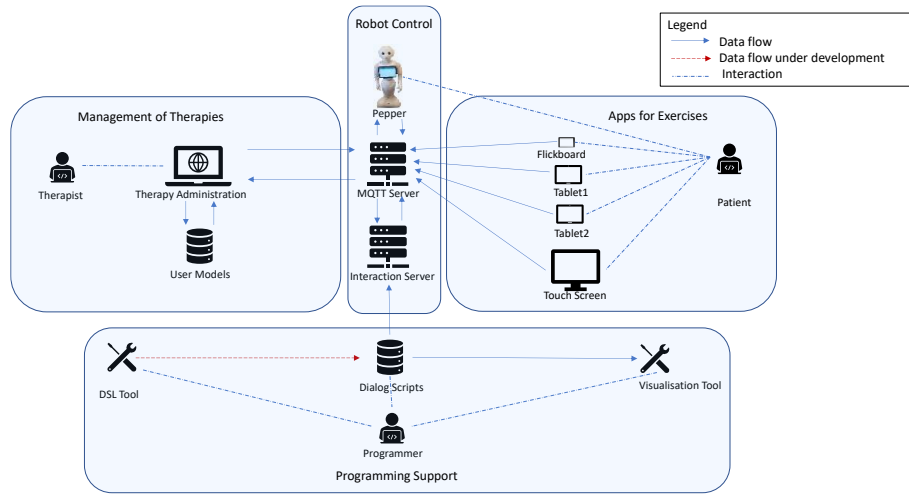 Robot Control
Legend
Data flow
Data flow under development
Interaction
Pepper
Management of Therapies
Apps for Exercises
Flickboard
Therapist
Therapy Administration
MQTT Server
Tablet1
Patient
Tablet2
User Models
Interaction Server
Touch Screen
DSL Tool
Dialog Scripts
Visualisation Tool
Programmer
Programming Support